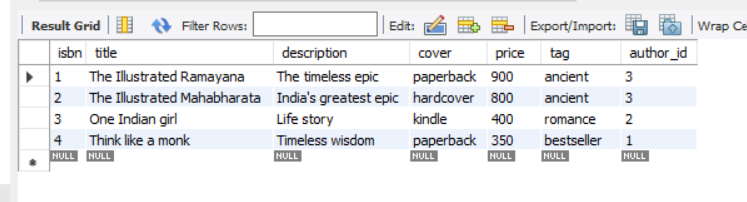 Result Grid Filter Rows: Edit: Export/Import: Wrap Ce
isbn title description cover price tag author_id
1 The Illustrated Ramayana The timeless epic paperback 900 ancient 3
2 The Illustrated Mahabharata India's greatest epic hardcover 800 ancient 3
3 One Indian girl Life story kindle 400 romance 2
4 Think like a monk Timeless wisdom paperback 350 bestseller 1
NULL NULL NULL NULL NULL NULL NULL